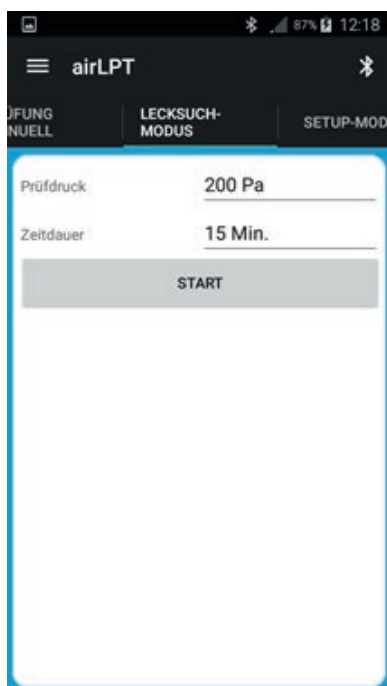 87% 12:18
airLPT
ÜFUNG
NUELL
LECKSUCH-
MODUS
SETUP-MOD
Prüfdruck 200 Pa
Zeitdauer 15 Min.
START